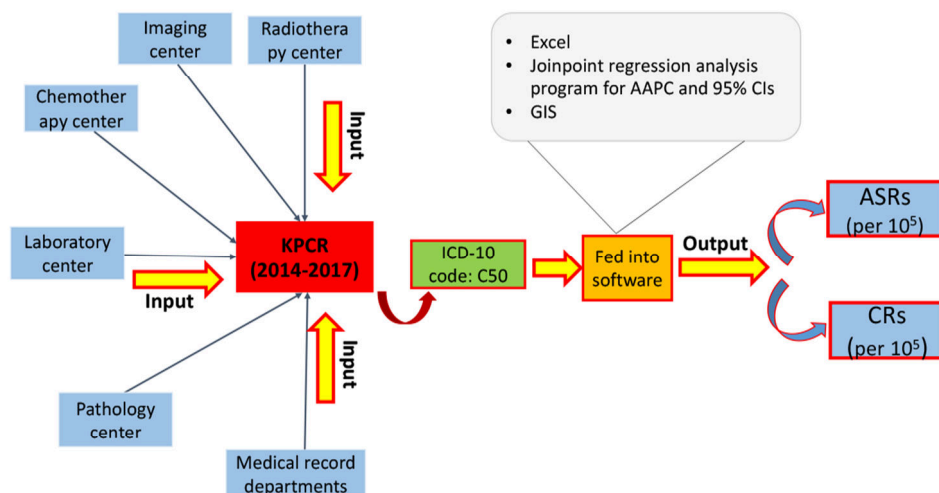 Imaging
center
Radiothera
py center
Chemother
apy center
Laboratory
center
Pathology
center
Medical record
departments
Input
Input
Input
KPCR
(2014-2017)
ICD-10
code: C50
• Excel
• Joinpoint regression analysis
program for AAPC and 95% CIs
• GIS
Fed into
software
Output
ASRs
(per 10⁵)
CRs
(per 10⁵)